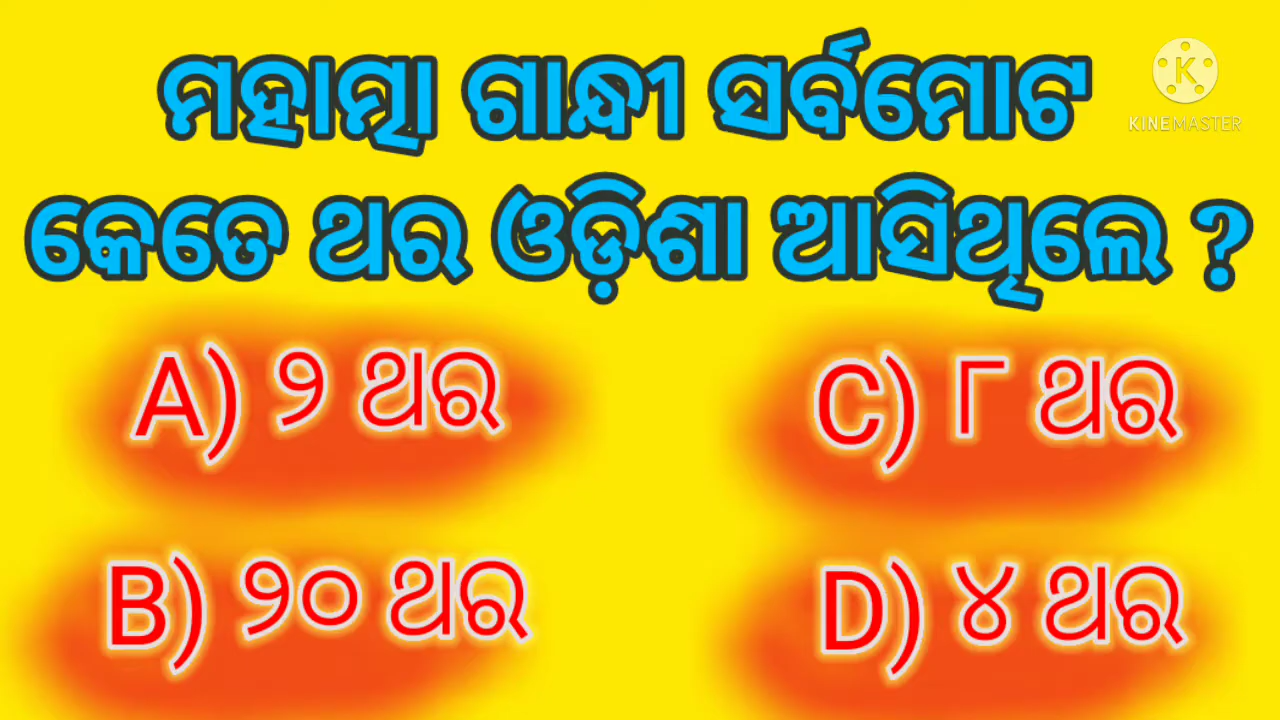 ମହାତ୍ମା ଗାନ୍ଧୀ ସର୍ବମୋଟ
କେତେ ଥର ଓଡ଼ିଶା ଆସିଥିଲେ ?
A) ୨ ଥର
C) ୮ ଥର
B) ୨୦ ଥର
D) ୪ ଥର
KINEMASTER